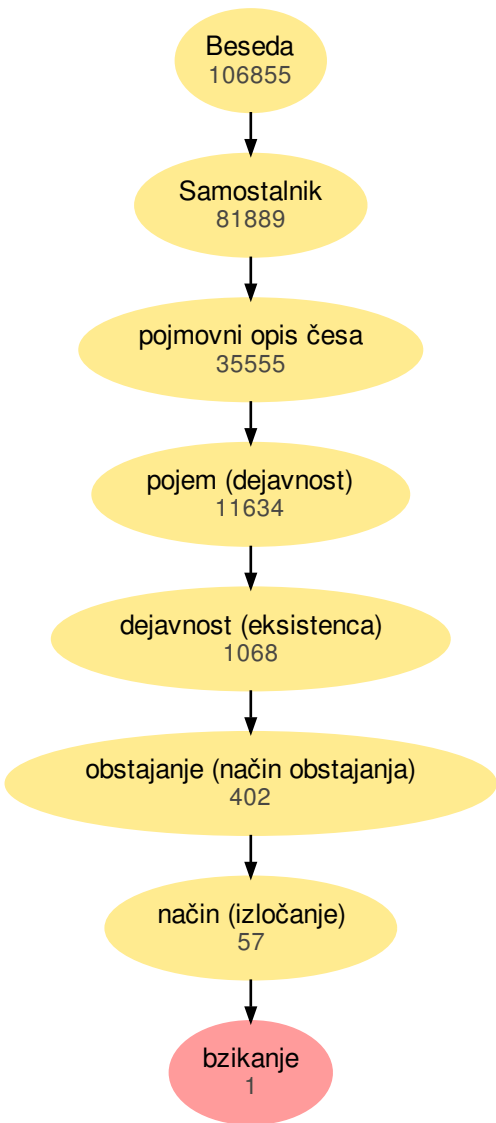 Beseda
106855
Samostalnik
81889
pojmovni opis česa
35555
pojem (dejavnost)
11634
dejavnost (eksistenca)
1068
obstajanje (način obstajanja)
402
način (izločanje)
57
bzikanje
1